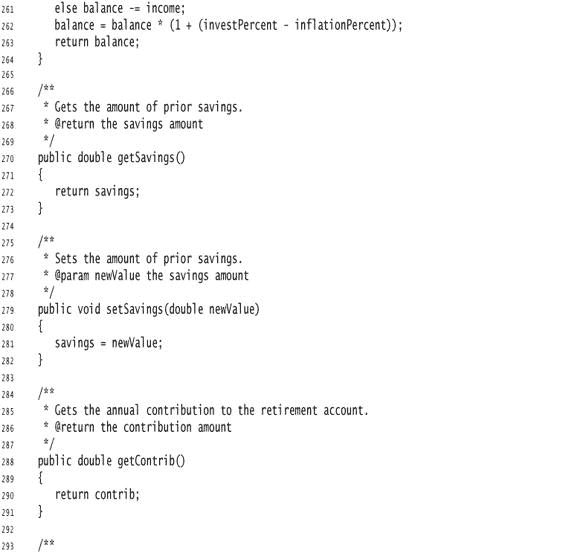 261 else balance -= income;
262 balance = balance * (1 + (investPercent - inflationPercent));
263 return balance;
264 }
265
266 /**
267 * Gets the amount of prior savings.
268 * @return the savings amount
269 */
270 public double getSavings()
271 {
272 return savings;
273 }
274
275 /**
276 * Sets the amount of prior savings.
277 * @param newValue the savings amount
278 */
279 public void setSavings(double newValue)
280 {
281 savings = newValue;
282 }
283
284 /**
285 * Gets the annual contribution to the retirement account.
286 * @return the contribution amount
287 */
288 public double getContrib()
289 {
290 return contrib;
291 }
292
293 /**